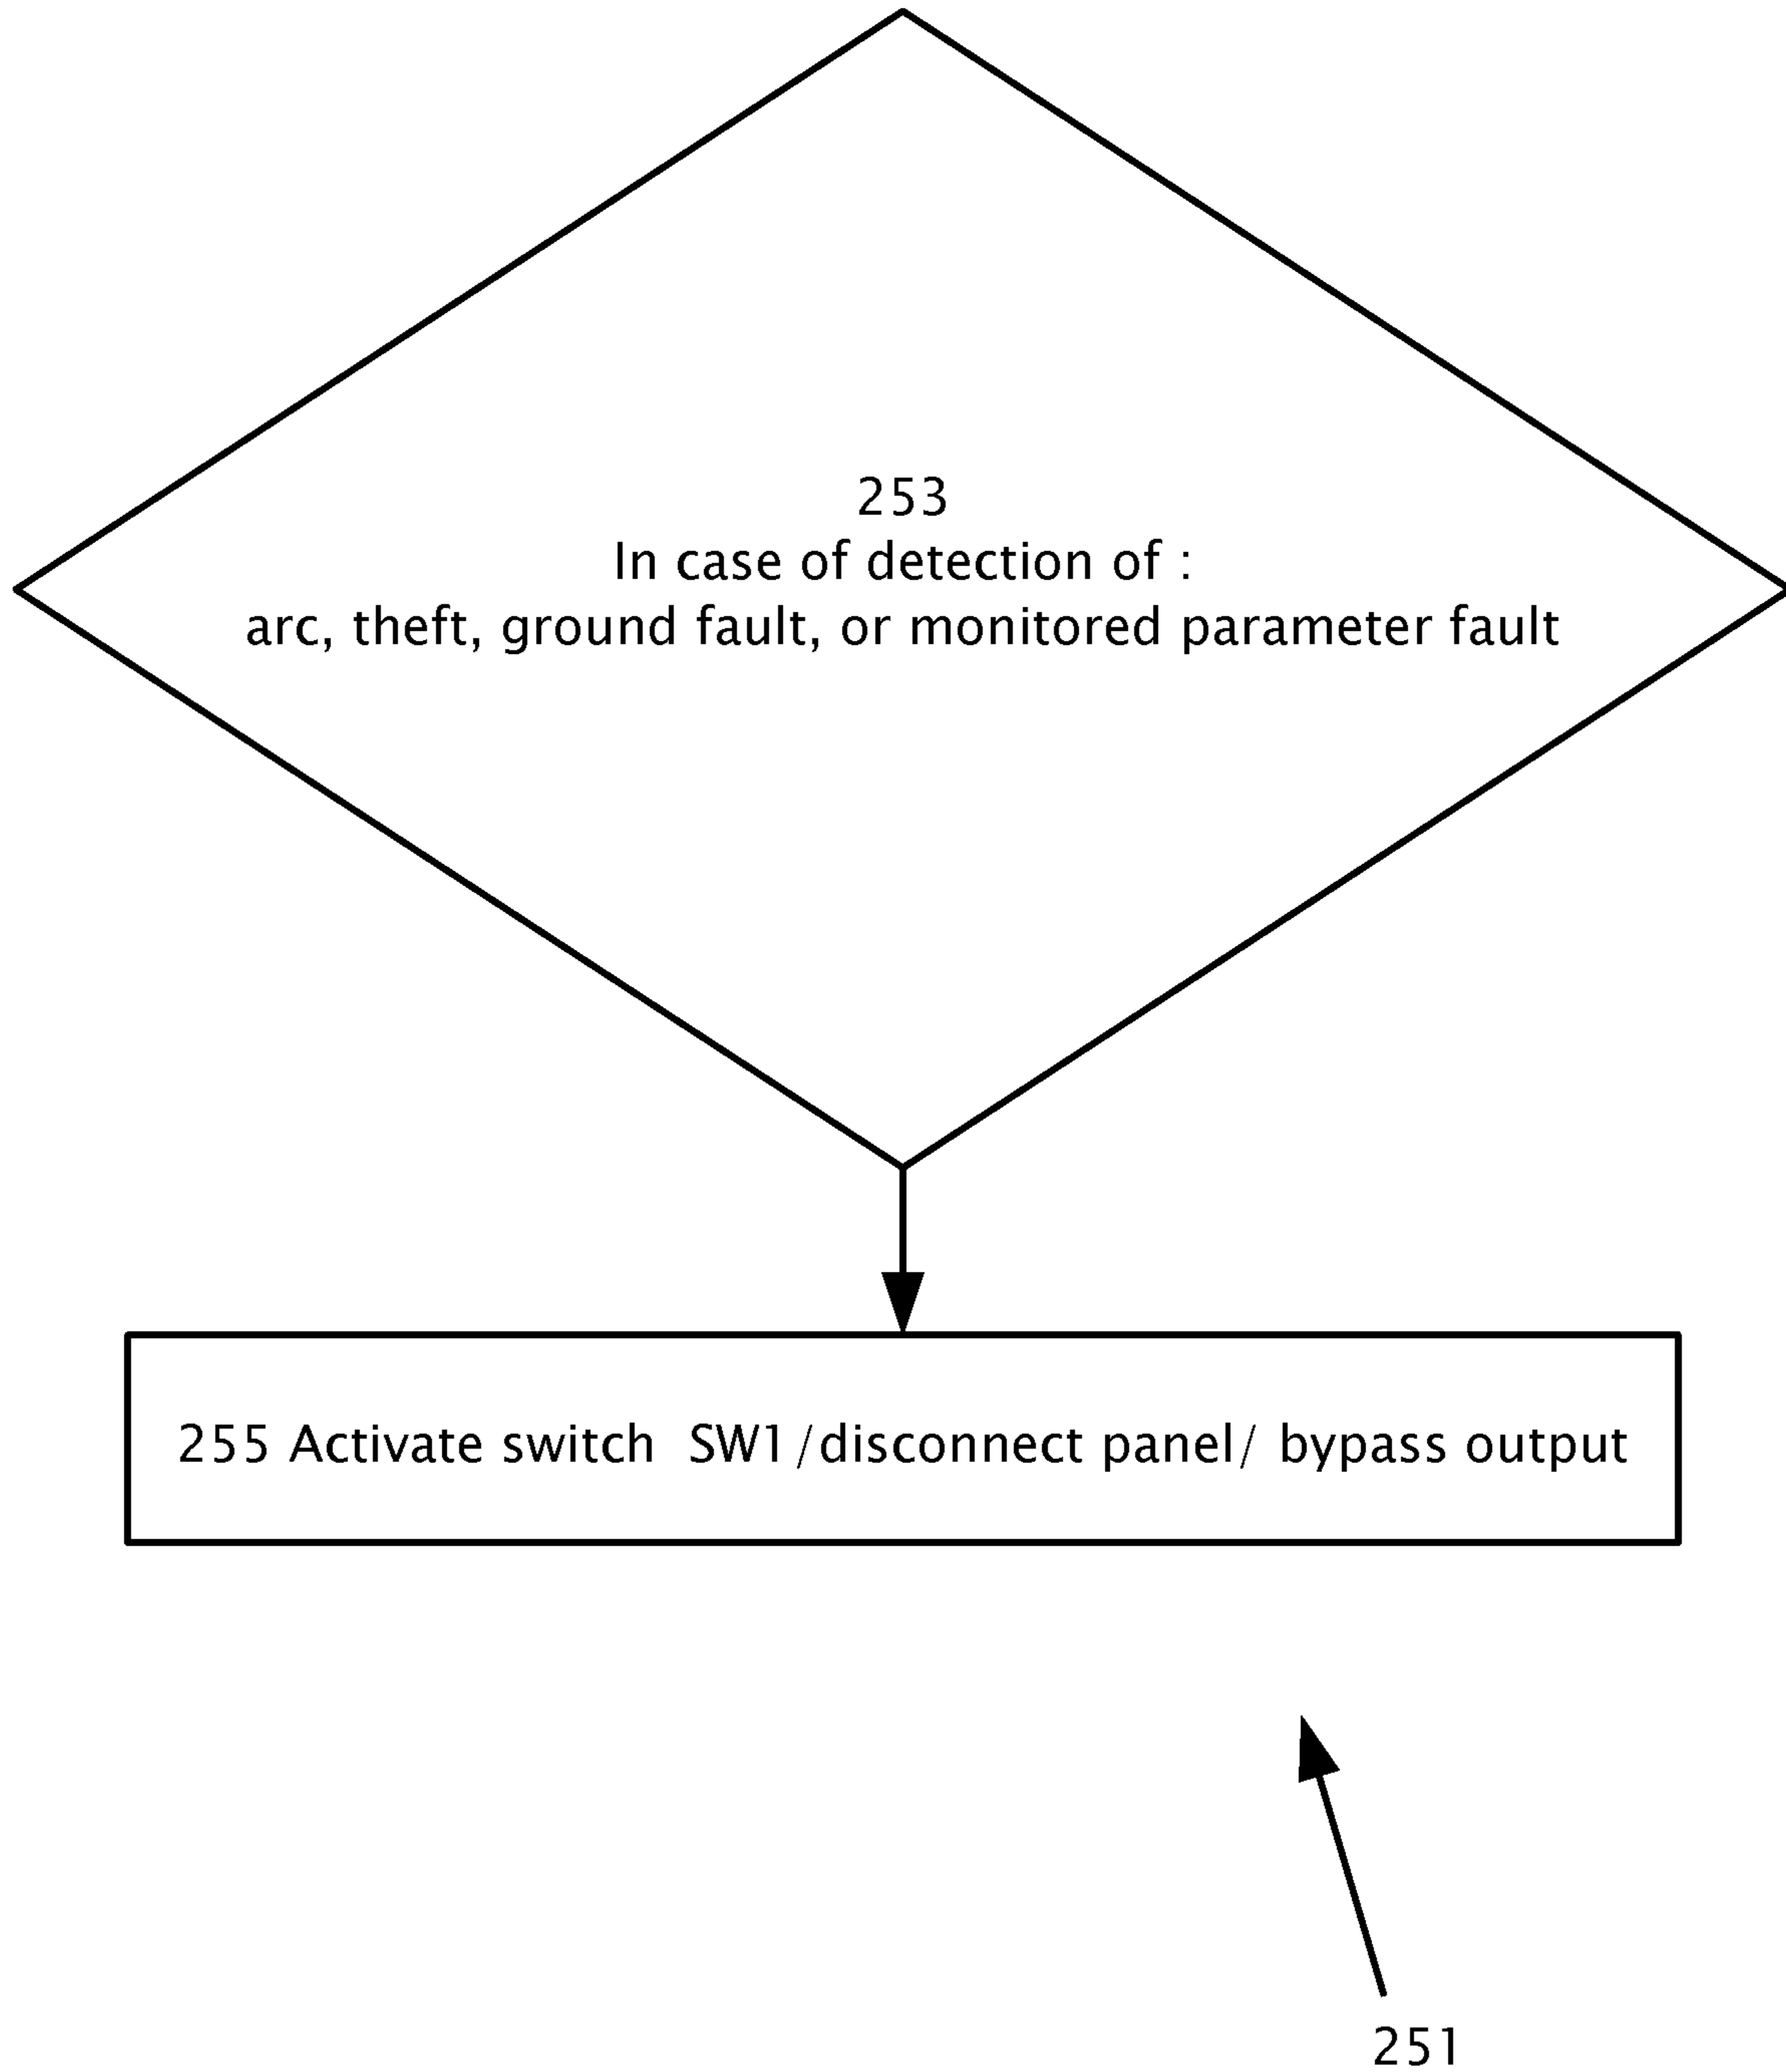 253
In case of detection of :
arc, theft, ground fault, or monitored parameter fault
255 Activate switch  SW1/disconnect panel/ bypass output
251